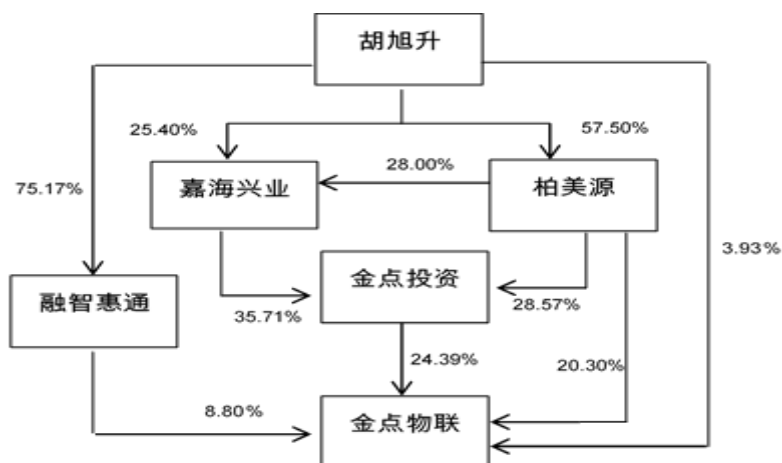 胡旭升
25.40%
57.50%
28.00%
75.17%
嘉海兴业
柏美源
3.93%
金点投资
融智惠通
35.71%
28.57%
24.39%
20.30%
8.80%
金点物联